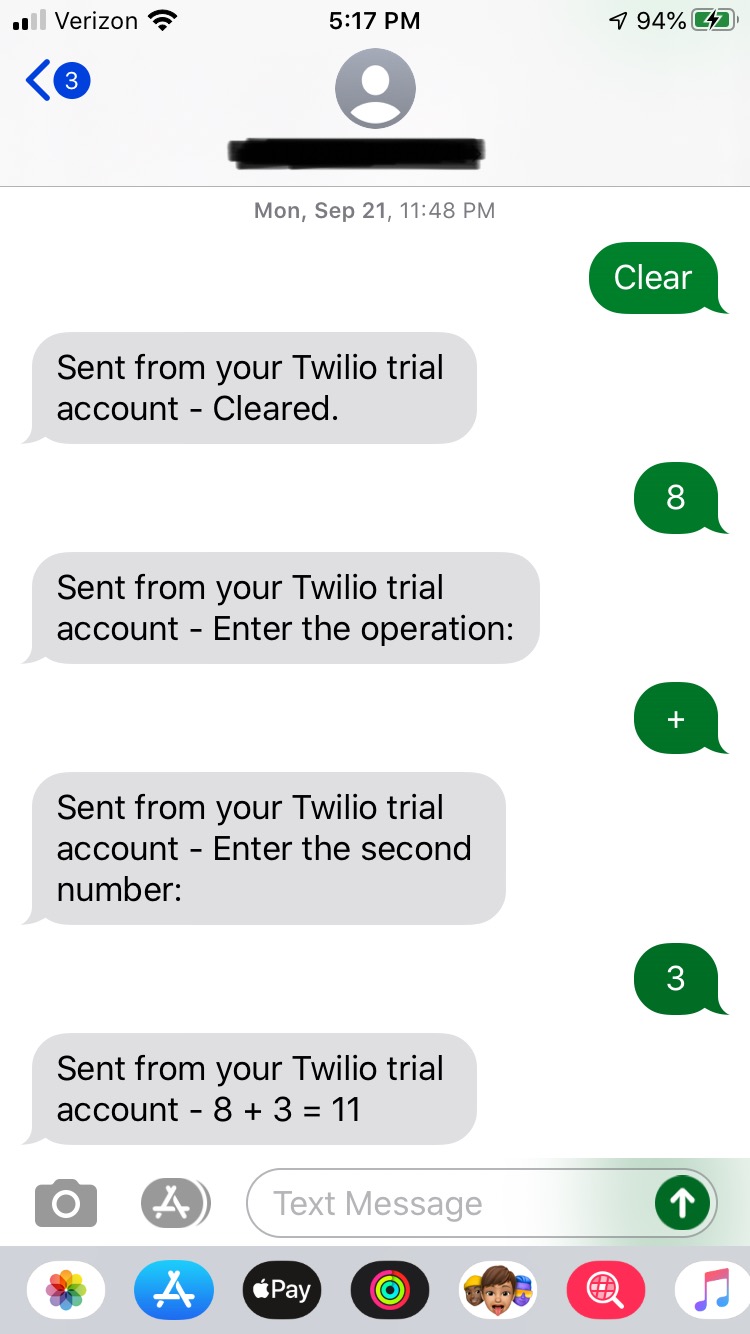 Verizon 5:17 PM 94%
3
Mon, Sep 21, 11:48 PM
Clear
Sent from your Twilio trial
account - Cleared.
8
Sent from your Twilio trial
account - Enter the operation:
+
Sent from your Twilio trial
account - Enter the second
number:
3
Sent from your Twilio trial
account - 8 + 3 = 11
Text Message
Pay